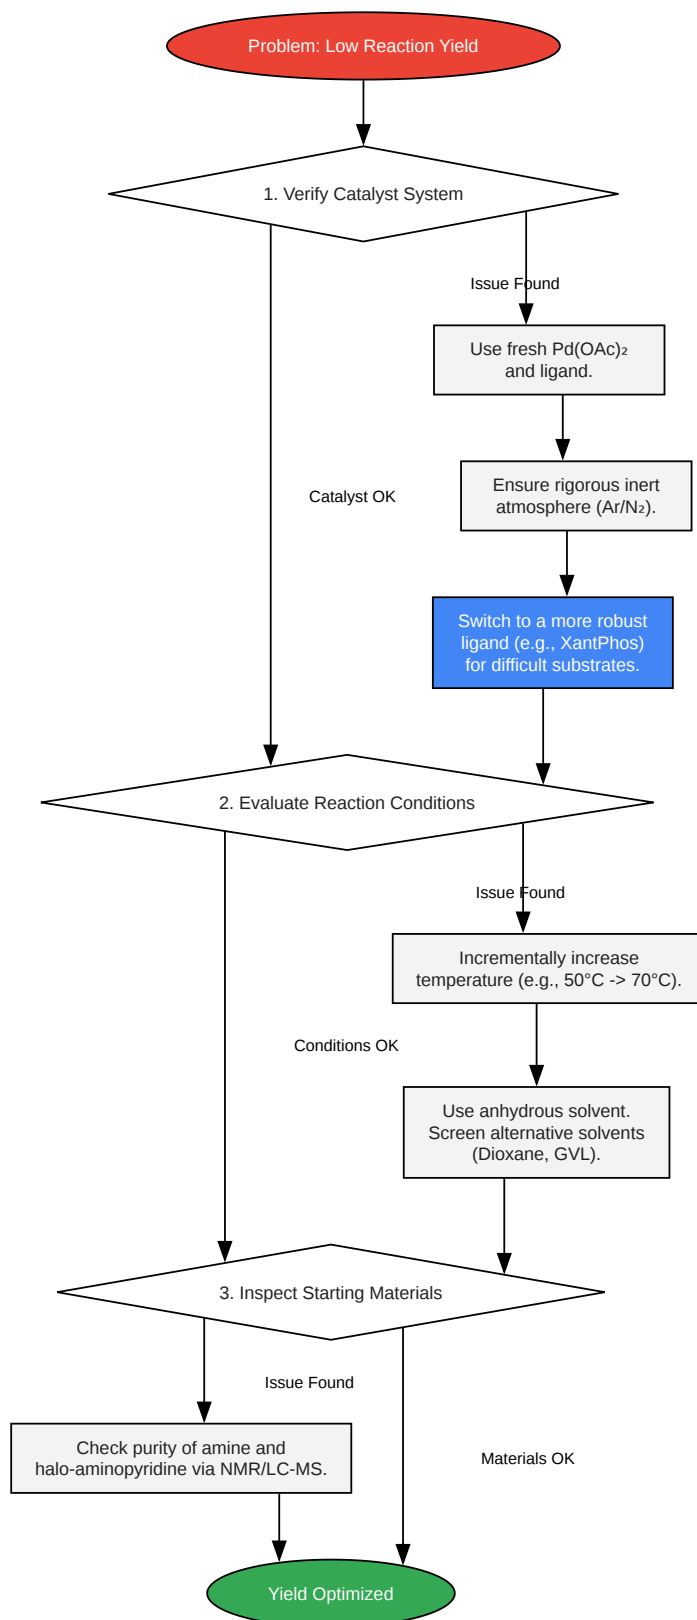 Problem: Low Reaction Yield
1. Verify Catalyst System
Issue Found
Use fresh Pd(OAc)₂
and ligand.
Ensure rigorous inert
atmosphere (Ar/N₂).
Catalyst OK
Switch to a more robust
ligand (e.g., XantPhos)
for difficult substrates.
2. Evaluate Reaction Conditions
Issue Found
Incrementally increase
temperature (e.g., 50°C -> 70°C).
Conditions OK
Use anhydrous solvent.
Screen alternative solvents
(Dioxane, GVL).
3. Inspect Starting Materials
Issue Found
Check purity of amine and
halo-aminopyridine via NMR/LC-MS.
Materials OK
Yield Optimized